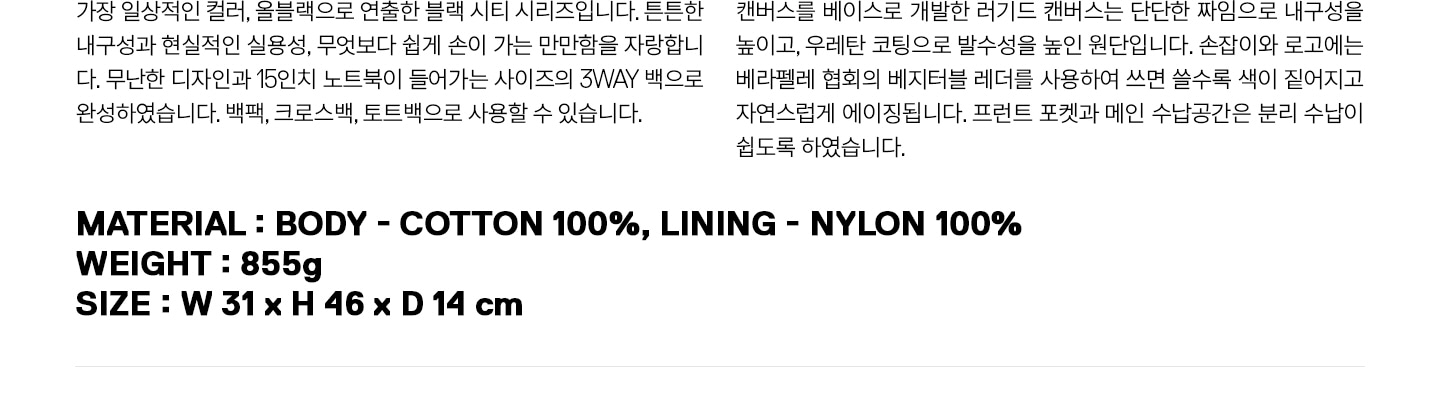 가장 일상적인 컬러, 올블랙으로 연출한 블랙 시티 시리즈입니다. 튼튼한
내구성과 현실적인 실용성, 무엇보다 쉽게 손이 가는 만만함을 자랑합니
다. 무난한 디자인과 15인치 노트북이 들어가는 사이즈의 3WAY 백으로
완성하였습니다. 백팩, 크로스백, 토트백으로 사용할 수 있습니다.
캔버스를 베이스로 개발한 러기드 캔버스는 단단한 짜임으로 내구성을
높이고, 우레탄 코팅으로 발수성을 높인 원단입니다. 손잡이와 로고에는
베라펠레 협회의 베지터블 레더를 사용하여 쓰면 쓸수록 색이 짙어지고
자연스럽게 에이징됩니다. 프런트 포켓과 메인 수납공간은 분리 수납이
쉽도록 하였습니다.
MATERIAL : BODY - COTTON 100%, LINING - NYLON 100%
WEIGHT : 855g
SIZE : W 31 x H 46 x D 14 cm